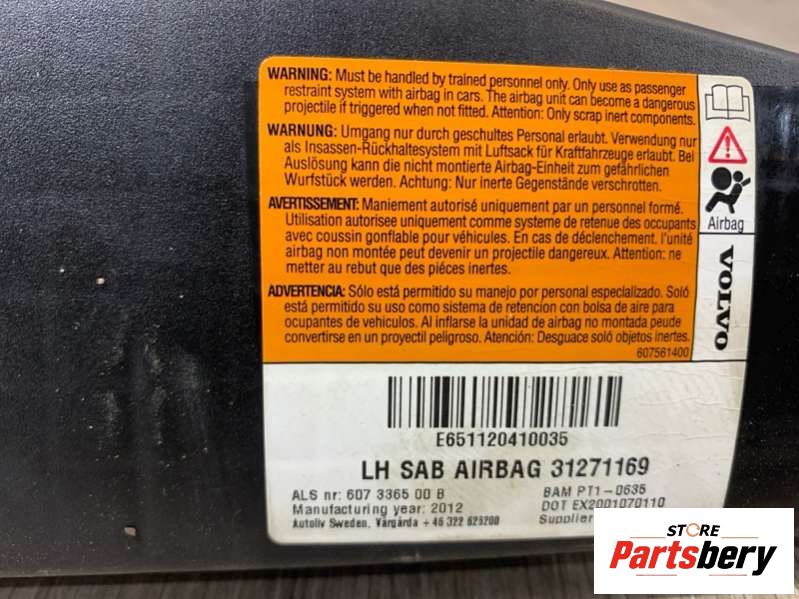 WARNING: Must be handled by trained personnel only. Only use as passenger
restraint system with airbag in cars. The airbag unit can become a dangerous
projectile if triggered when not fitted. Attention: Only scrap inert components.
WARNUNG: Umgang nur durch geschultes Personal erlaubt. Verwendung nur
als Insassen-Rückhaltesystem mit Luftsack für Kraftfahrzeuge erlaubt. Bei
Auslösung kann die nicht montierte Airbag-Einheit zum gefährlichen
Wurfstück werden. Achtung: Nur inerte Gegenstände verschrotten.
AVERTISSEMENT: Maniement autorisé uniquement par un personnel formé.
Utilisation autorisee uniquement comme systeme de retenue des occupants
avec coussin gonflable pour véhicules. En cas de déclenchement. l'unité
airbag non montée peut devenir un projectile dangereux. Attention: ne
metter au rebut que des piéces inertes.
ADVERTENCIA: Sólo está permitido su manejo por personal especializado. Soló
está permitido su uso como sistema de retencion con bolsa de aire para
ocupantes de vehiculos. Al inflarse la unidad de airbag no montada peude
convertirse en un proyectil peligroso. Atención: Desguace soló objetos inertes.
607561400
Airbag
VOLVO
E651120410035
LH SAB AIRBAG 31271169
ALS nr: 607 3365 00 B
BAM PT1-0635
Manufacturing year: 2012
DOT EX2001070110
Autoliv Sweden, Vårgårda +46 322 626200
Supplier
STORE
Partsbery